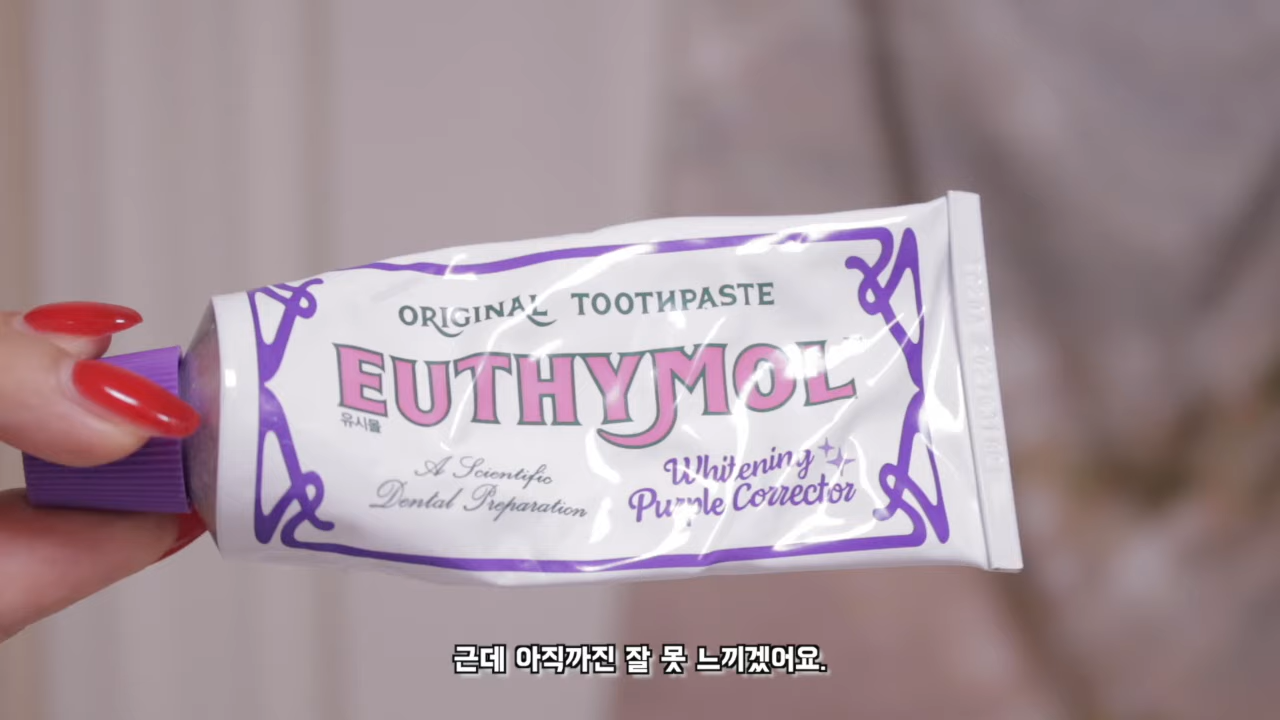 ORIGINAL TOOTHPASTE
EUTHYMOL
유시몰
A Scientific
Dental Preparation
Whitening
Purple Corrector
근데 아직까진 잘 못 느끼겠어요.